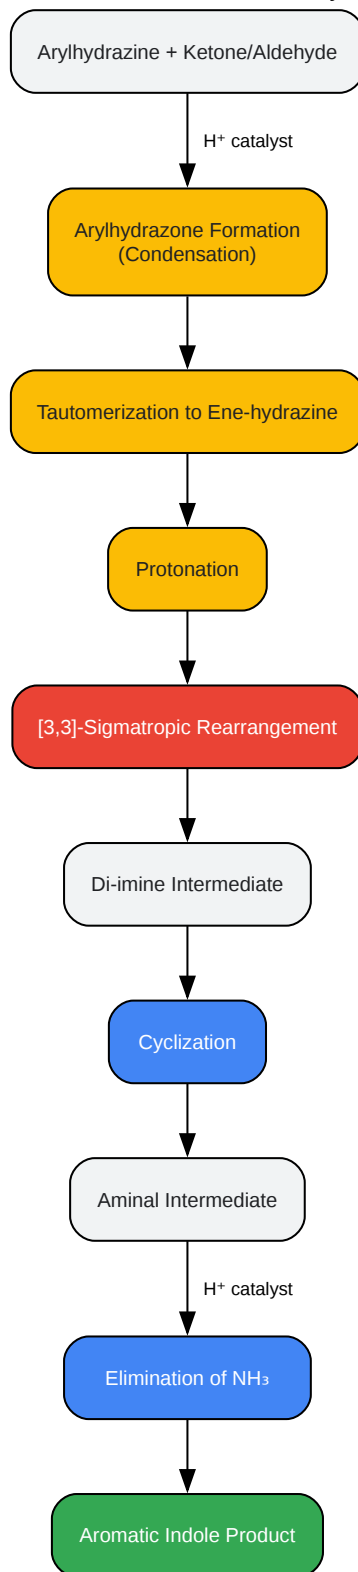 Arylhydrazine + Ketone/Aldehyde
H⁺ catalyst
Arylhydrazone Formation
(Condensation)
Tautomerization to Ene-hydrazine
Protonation
[3,3]-Sigmatropic Rearrangement
Di-imine Intermediate
Cyclization
Aminal Intermediate
H⁺ catalyst
Elimination of NH₃
Aromatic Indole Product